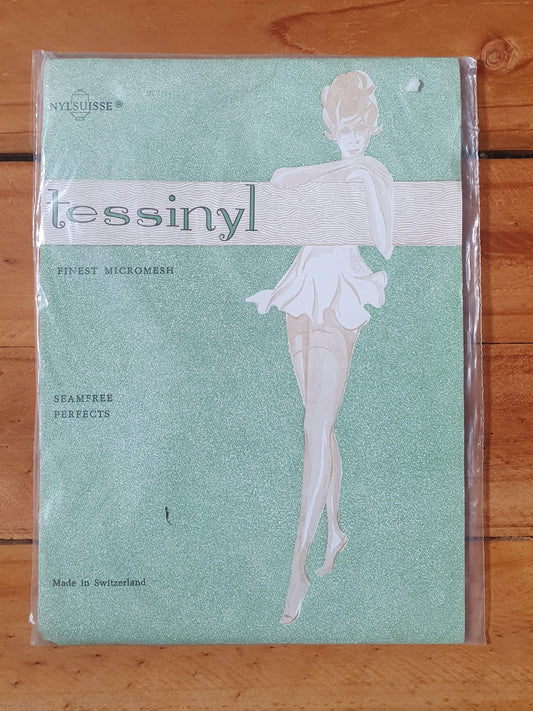 NYLSUISSE®
tessinyl
FINEST MICROMESH
SEAMFREE
PERFECTS
Made in Switzerland